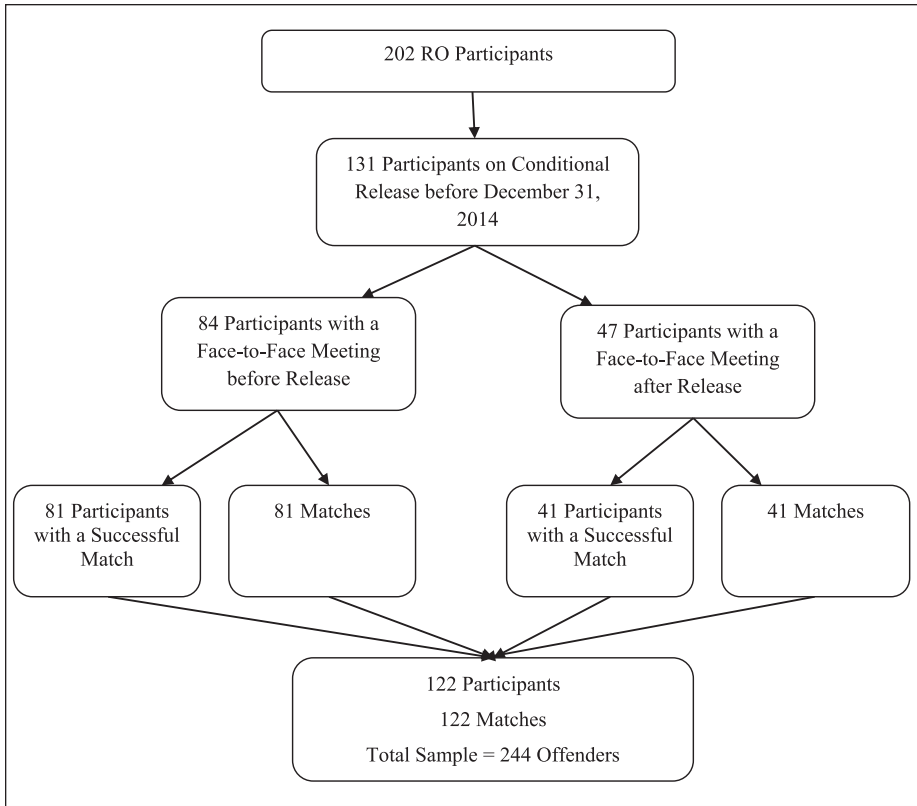 202 RO Participants
131 Participants on Conditional
Release before December 31,
2014
84 Participants with a
Face-to-Face Meeting
before Release
47 Participants with a
Face-to-Face Meeting
after Release
81 Participants
with a Successful
Match
81 Matches
41 Participants
with a Successful
Match
41 Matches
122 Participants
122 Matches
Total Sample = 244 Offenders